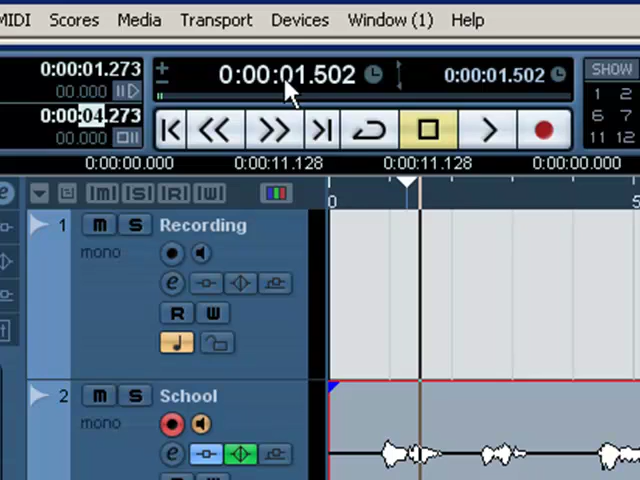 MIDI Scores Media Transport Devices Window (1) Help
0:00:01.273
00.000
0:00:04.273
00.000
0:00:01.502
0:00:01.502
SHOW
1 2
6 7
11 12
0:00:00.000 0:00:11.128 0:00:11.128 0:00:00.000
[M] [S] [R] [W]
0 5
1 M S Recording
mono
e
R W
2 M S School
mono
e